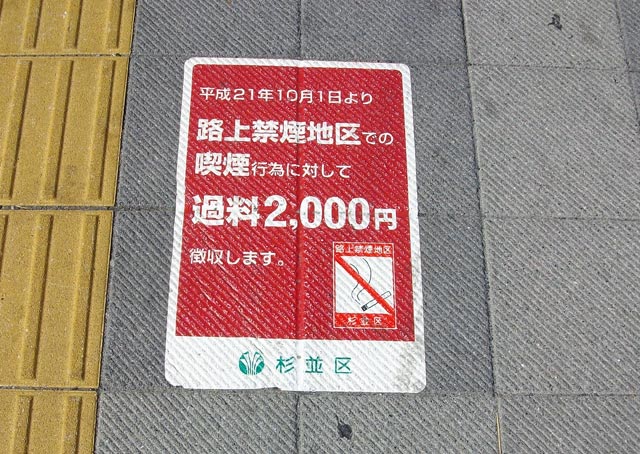 平成21年10月1日より
路上禁煙地区での
喫煙行為に対して
過料2,000円
徴収します。
路上禁煙地区
杉並区
杉並区